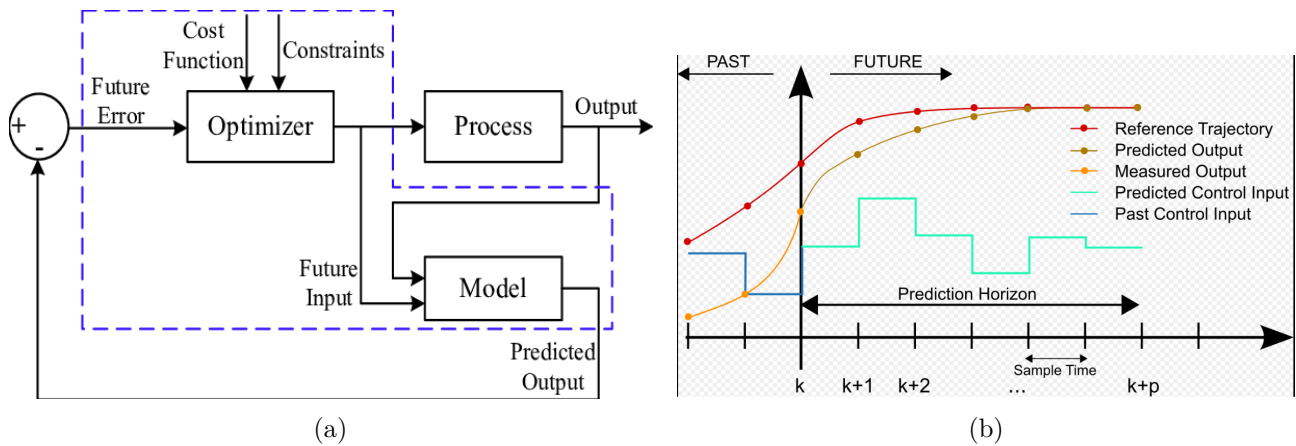 Cost
Function
Constraints
Future
Error
+
-
Optimizer
Process
Output
Future
Input
Model
Predicted
Output
(a)
PAST
FUTURE
Reference Trajectory
Predicted Output
Measured Output
Predicted Control Input
Past Control Input
Prediction Horizon
Sample Time
k
k+1
k+2
...
k+p
(b)